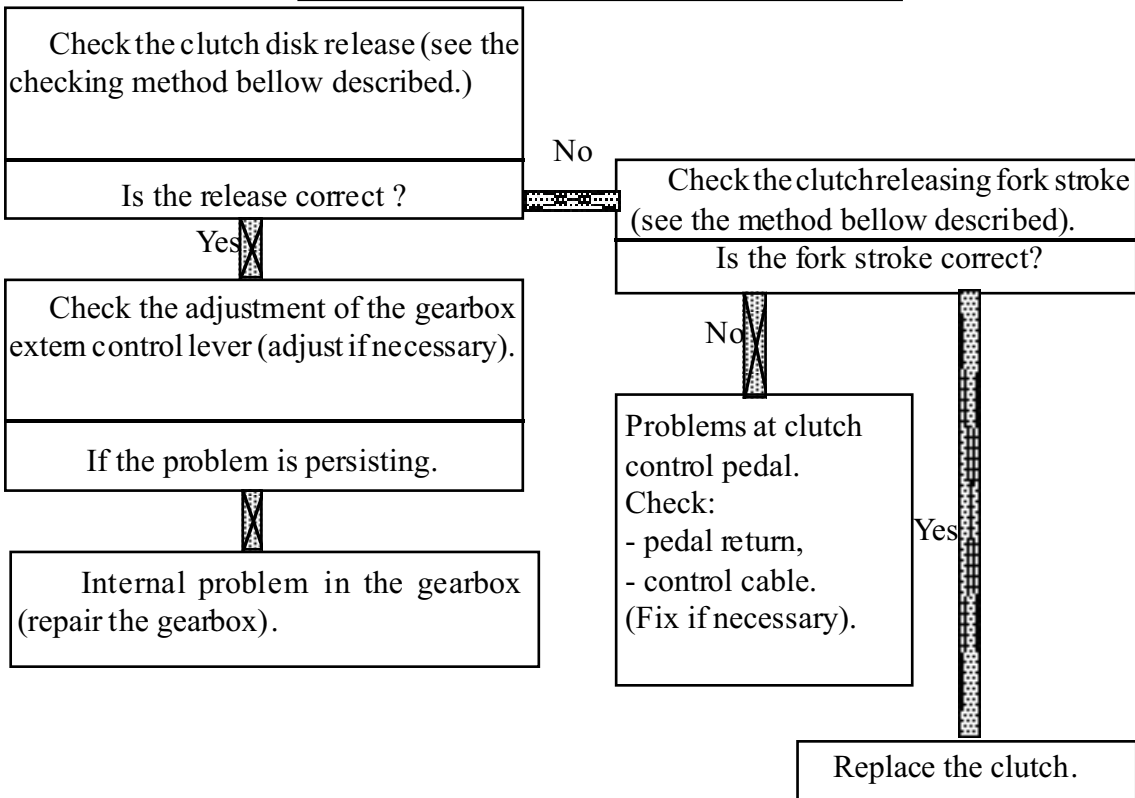 Check the clutch disk release (see the
checking method bellow described.)
Is the release correct ?
No
Check the clutch releasing fork stroke
(see the method bellow described).
Is the fork stroke correct?
Yes
Check the adjustment of the gearbox
extern control lever (adjust if necessary).
If the problem is persisting.
Internal problem in the gearbox
(repair the gearbox).
No
Problems at clutch
control pedal.
Check:
- pedal return,
- control cable.
(Fix if necessary).
Yes
Replace the clutch.